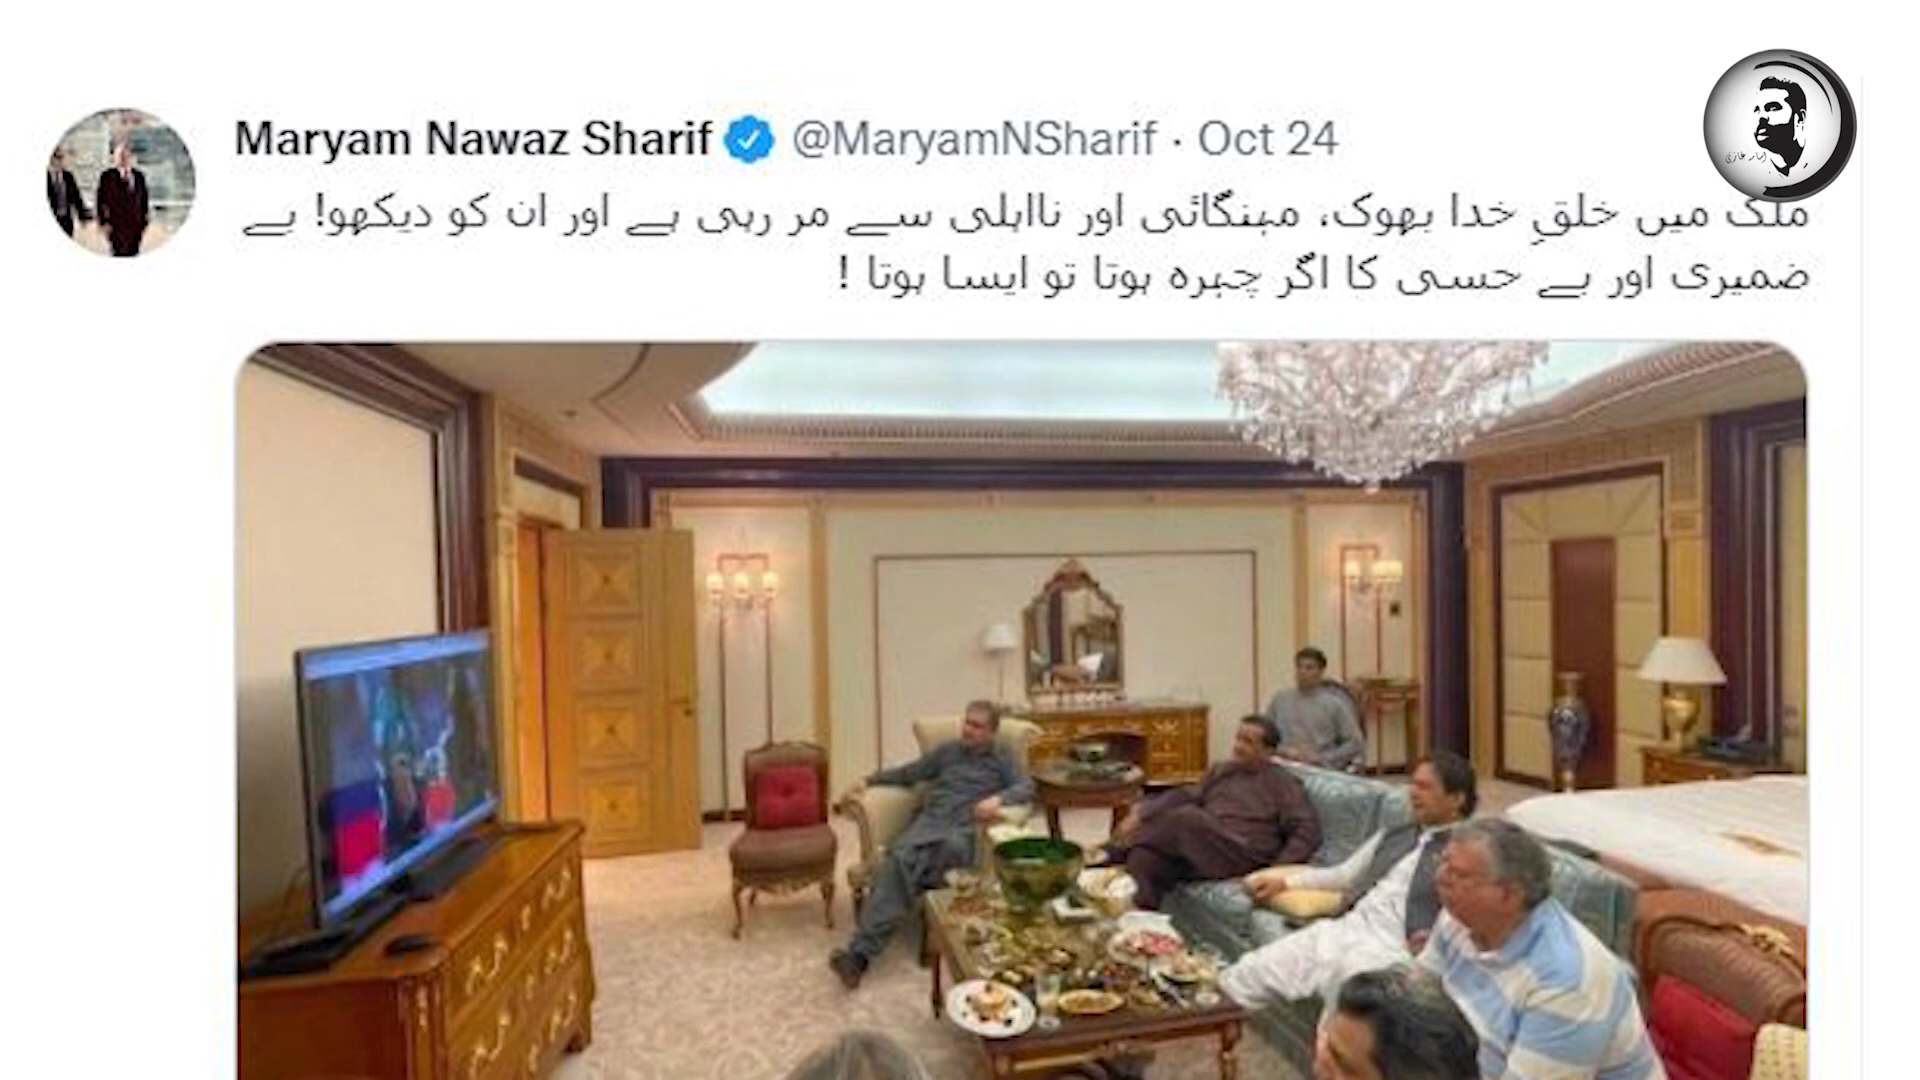 Maryam Nawaz Sharif @MaryamNSharif · Oct 24
ملک میں خلقِ خدا بھوک، مہنگائی اور نااہلی سے مر رہی ہے اور ان کو دیکھو! بے
ضمیری اور بے حسی کا اگر چہرہ ہوتا تو ایسا ہوتا !